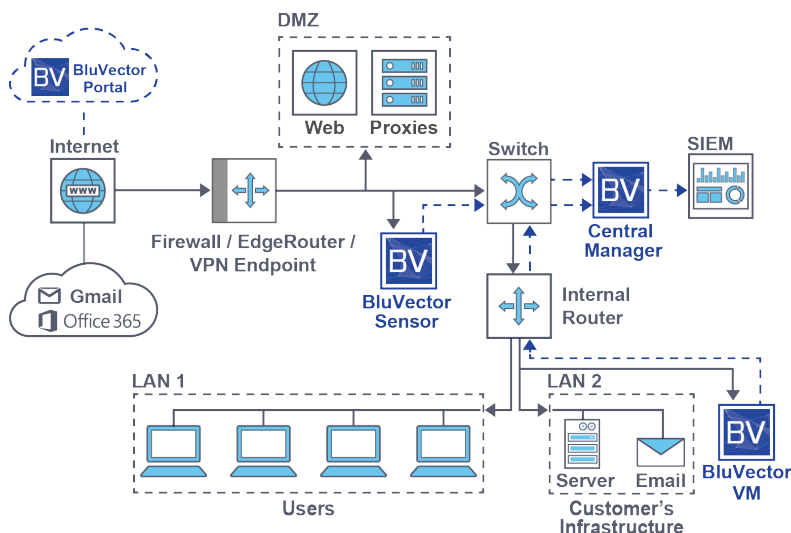 DMZ
BV
BluVector
Portal
Web
Proxies
Internet
WWW
Switch
SIEM
BV
Central
Manager
Firewall / EdgeRouter /
VPN Endpoint
BV
BluVector
Sensor
Gmail
Office 365
Internal
Router
LAN 1
LAN 2
BV
Server
Email
BluVector
VM
Users
Customer's
Infrastructure